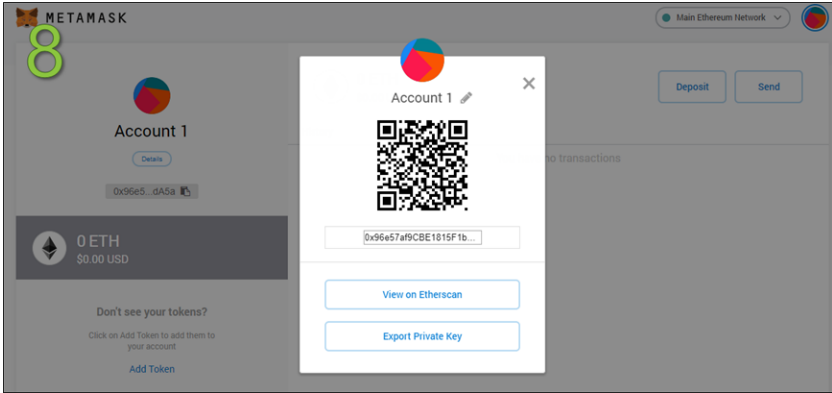 METAMASK
Main Ethereum Network
8
Account 1
Details
0x96e5...dA5a
0 ETH
$0.00 USD
Don't see your tokens?
Click on Add Token to add them to
your account
Add Token
Account 1
0x96e57af9CBE1815F1b...
View on Etherscan
Export Private Key
Deposit
Send
no transactions